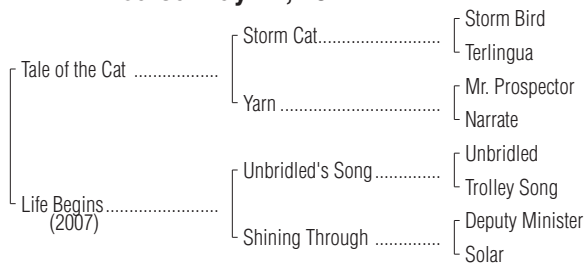 Storm Bird
Storm Cat
Terlingua
Tale of the Cat
Mr. Prospector
Yarn
Narrate
Unbridled
Unbridled's Song
Trolley Song
Life Begins
(2007)
Deputy Minister
Shining Through
Solar